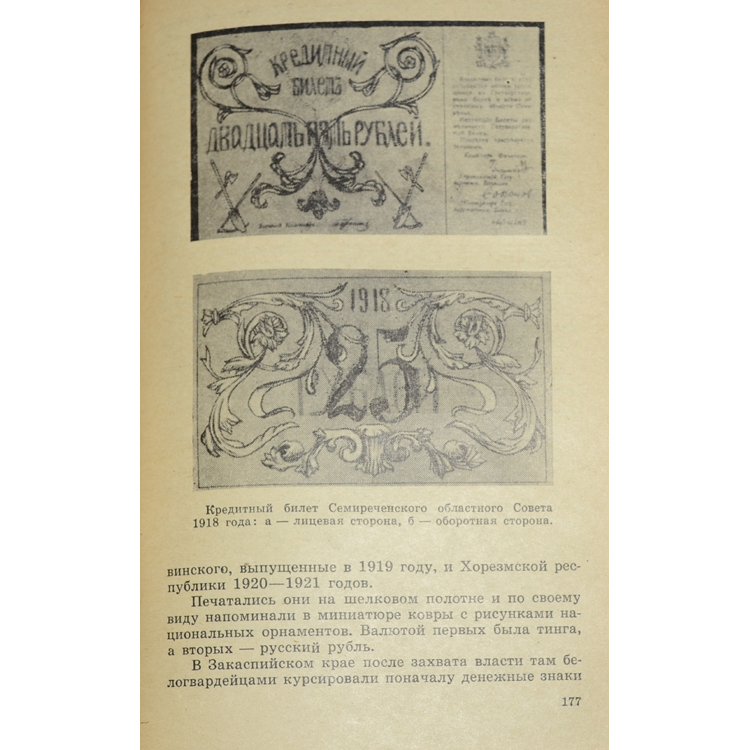 КРЕДИТНЫЙ
БИЛЕТЪ
ДВАДЦАТЬ ПЯТЬ РУБЛЕЙ.
1918
25
Кредитный билет Семиреченского областного Совета
1918 года: а — лицевая сторона, б — оборотная сторона.
винского, выпущенные в 1919 году, и Хорезмской рес-
публики 1920—1921 годов.
Печатались они на шелковом полотне и по своему
виду напоминали в миниатюре ковры с рисунками на-
циональных орнаментов. Валютой первых была тинга,
а вторых — русский рубль.
В Закаспийском крае после захвата власти там бе-
логвардейцами курсировали поначалу денежные знаки
177